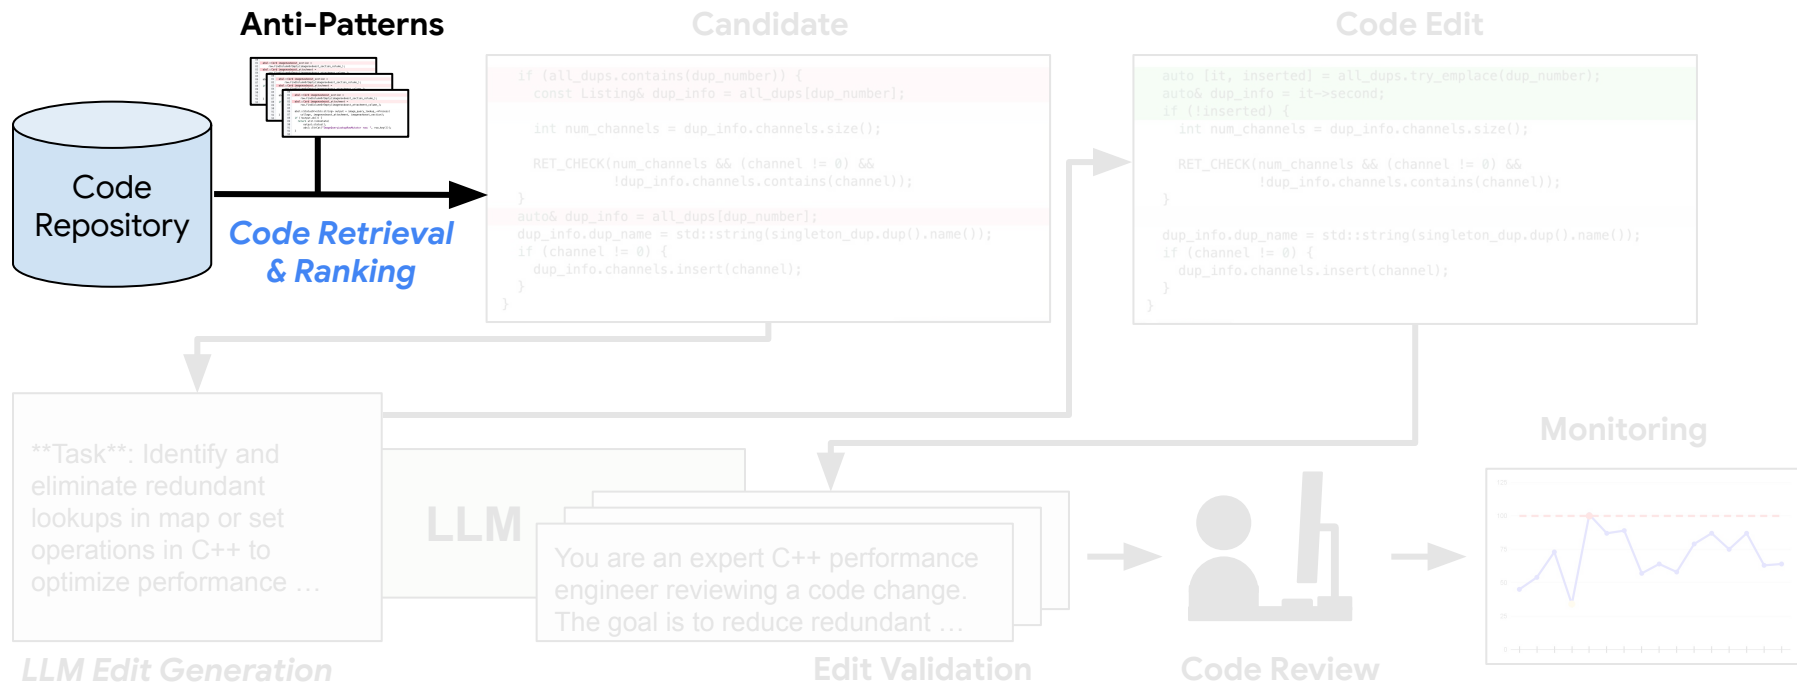 Anti-Patterns
Candidate
Code Edit
Code
Repository
Code Retrieval
& Ranking
if (all_dups.contains(dup_number)) {
const Listing& dup_info = all_dups[dup_number];
int num_channels = dup_info.channels.size();
RET_CHECK(num_channels && (channel != 0) &&
!dup_info.channels.contains(channel));
}
auto& dup_info = all_dups[dup_number];
dup_info.dup_name = std::string(singleton_dup.dup().name());
if (channel != 0) {
dup_info.channels.insert(channel);
}
}
auto [it, inserted] = all_dups.try_emplace(dup_number);
auto& dup_info = it->second;
if (!inserted) {
int num_channels = dup_info.channels.size();
RET_CHECK(num_channels && (channel != 0) &&
!dup_info.channels.contains(channel));
}
dup_info.dup_name = std::string(singleton_dup.dup().name());
if (channel != 0) {
dup_info.channels.insert(channel);
}
}
**Task**: Identify and
eliminate redundant
lookups in map or set
operations in C++ to
optimize performance …
LLM
You are an expert C++ performance
engineer reviewing a code change.
The goal is to reduce redundant …
Monitoring
125
100
75
50
25
0
LLM Edit Generation
Edit Validation
Code Review